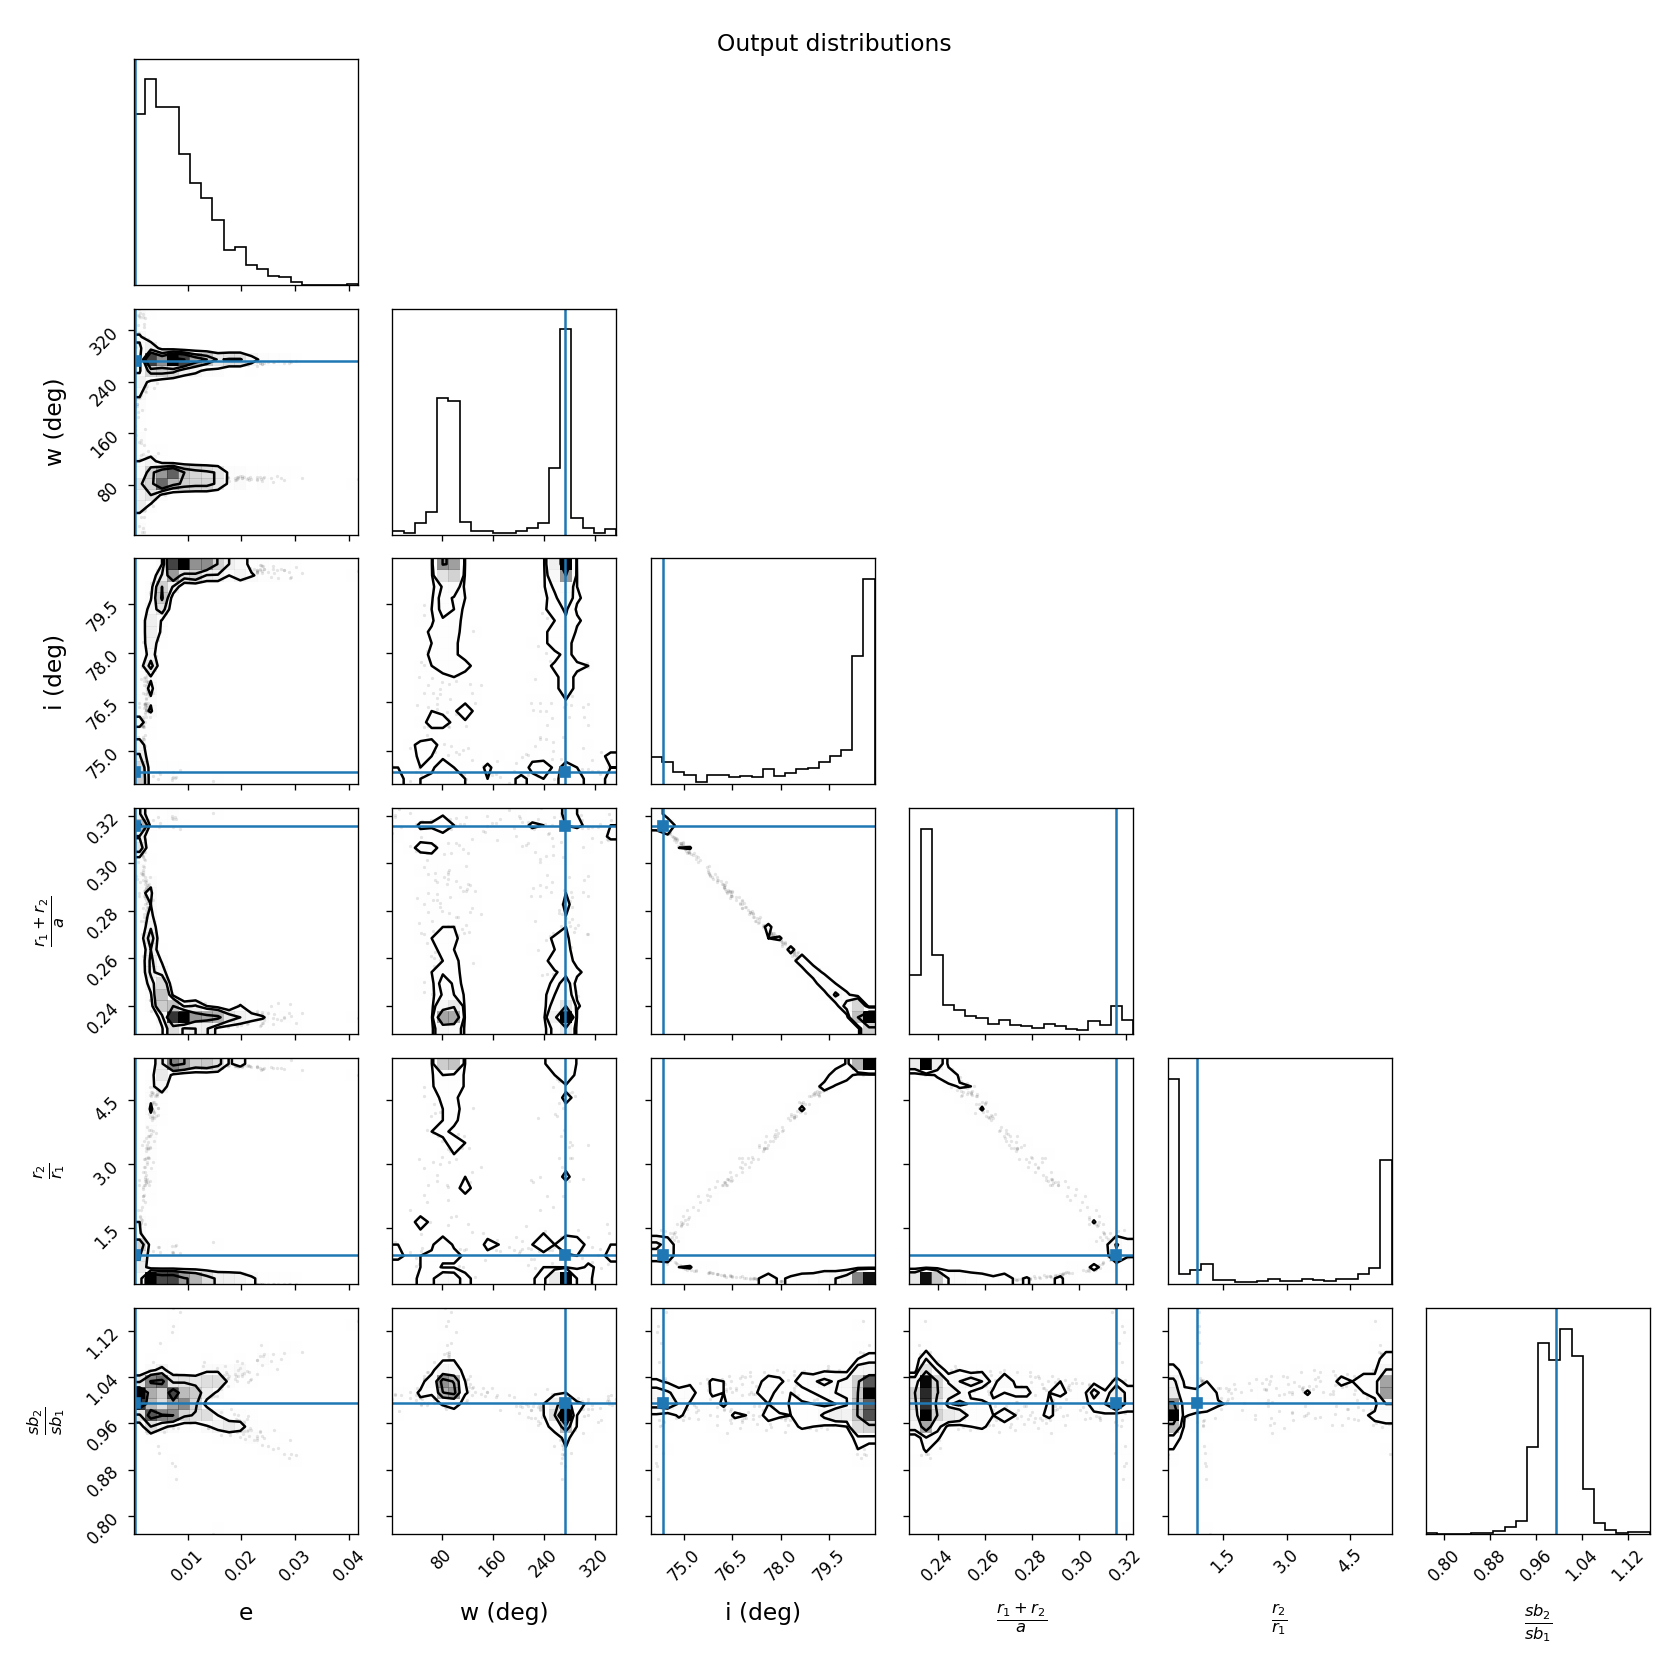 Output distributions
w (deg)
320
240
160
80
i (deg)
79.5
78.0
76.5
75.0
r₁ + r₂
a
0.32
0.30
0.28
0.26
0.24
r₂
r₁
4.5
3.0
1.5
sb₂
sb₁
1.12
1.04
0.96
0.88
0.80
0.01 0.02 0.03 0.04 80 160 240 320 75.0 76.5 78.0 79.5 0.24 0.26 0.28 0.30 0.32 1.5 3.0 4.5 0.80 0.88 0.96 1.04 1.12
e w (deg) i (deg)
r₁ + r₂
a
r₂
r₁
sb₂
sb₁